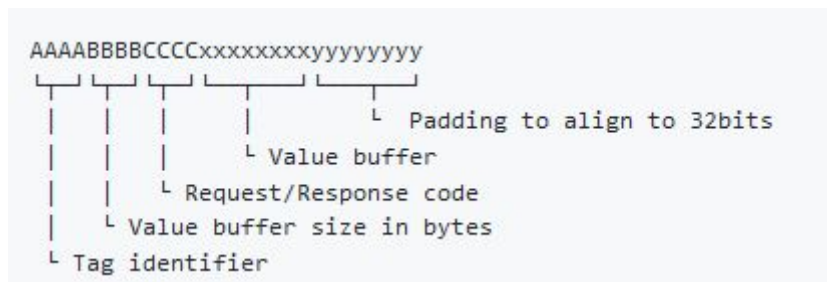 AAAABBBBCCCCxxxxxxxxyyyyyyyy
Padding to align to 32bits
Value buffer
Request/Response code
Value buffer size in bytes
Tag identifier